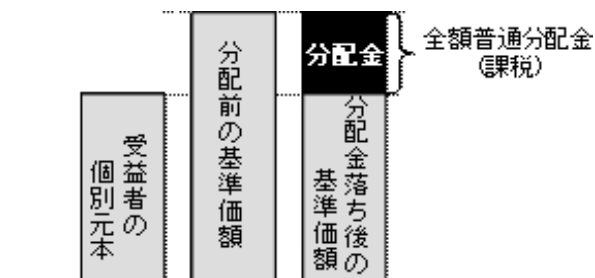 受益者の
個別元本
分配前の基準価額
分配金
分配金落ち後の
基準価額
全額普通分配金
(課税)